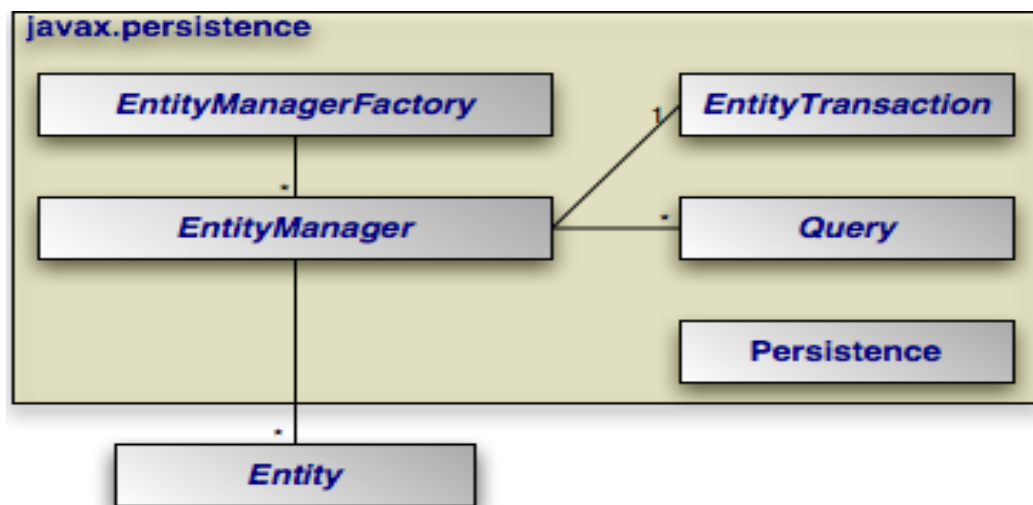 javax.persistence
EntityManagerFactory
EntityTransaction
1
*
*
EntityManager
Query
Persistence
*
Entity